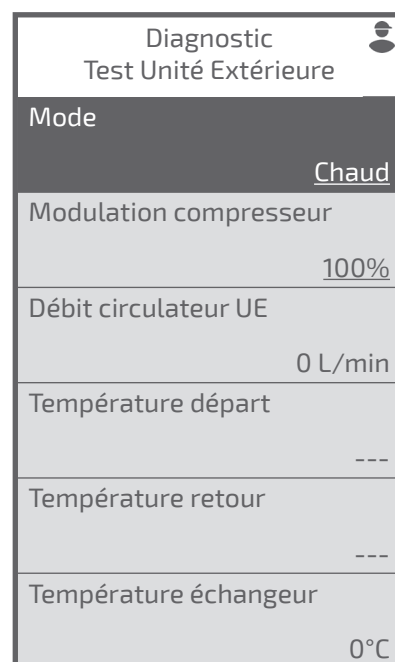 Diagnostic
Test Unité Extérieure
Mode
Chaud
Modulation compresseur
100%
Débit circulateur UE
0 L/min
Température départ
---
Température retour
---
Température échangeur
0°C